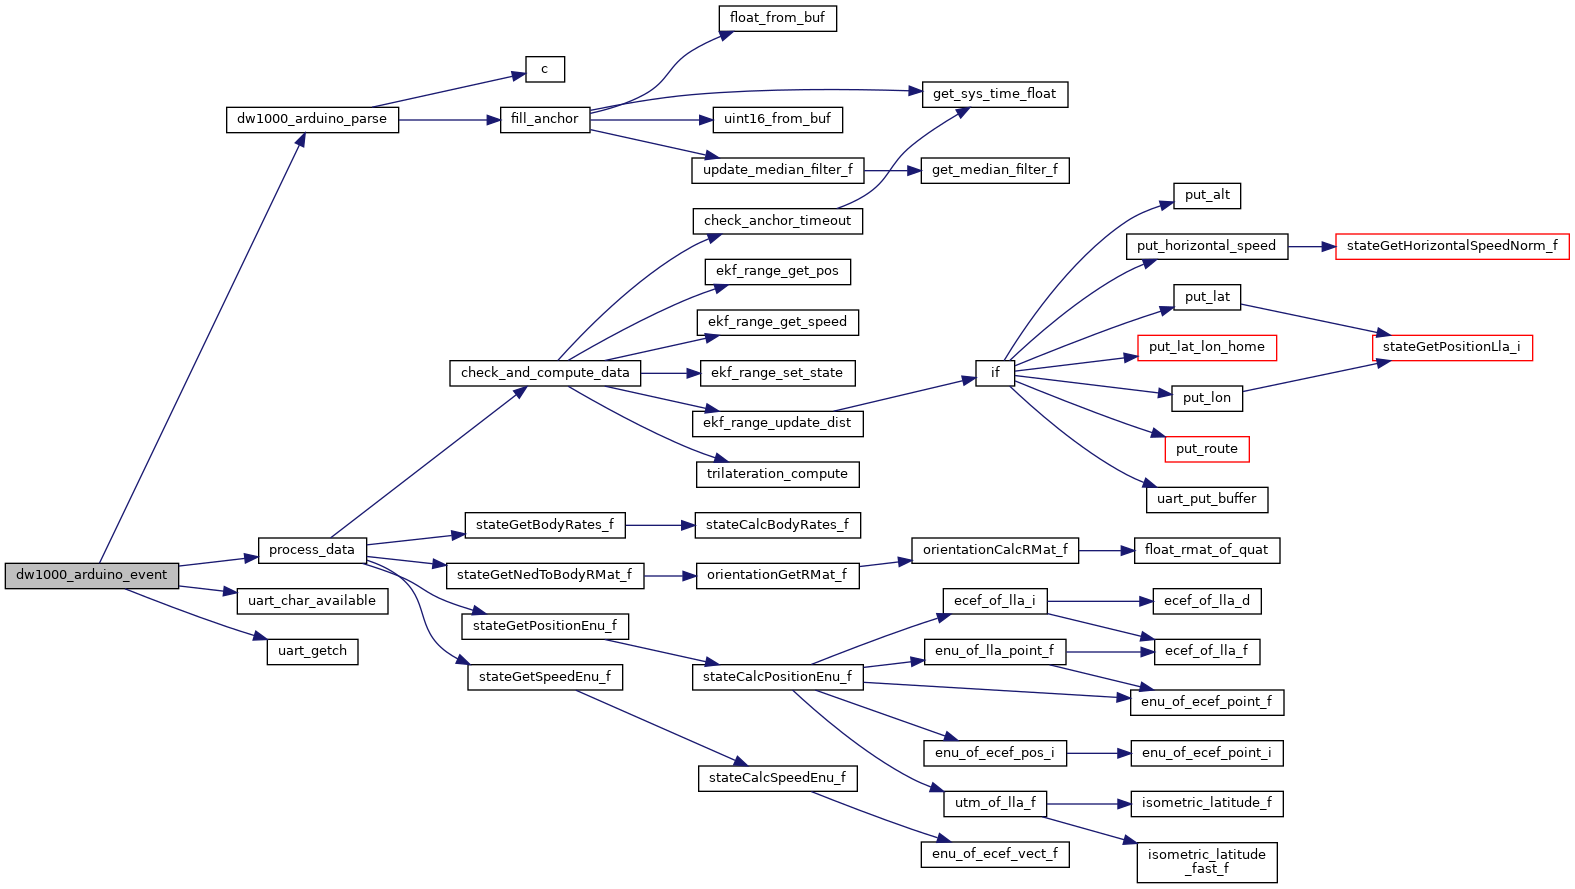 float_from_buf
c
get_sys_time_float
dw1000_arduino_parse
fill_anchor
uint16_from_buf
update_median_filter_f
get_median_filter_f
put_alt
check_anchor_timeout
put_horizontal_speed
stateGetHorizontalSpeedNorm_f
ekf_range_get_pos
put_lat
ekf_range_get_speed
put_lat_lon_home
stateGetPositionLla_i
check_and_compute_data
ekf_range_set_state
if
put_lon
ekf_range_update_dist
put_route
trilateration_compute
uart_put_buffer
stateGetBodyRates_f
stateCalcBodyRates_f
process_data
orientationCalcRMat_f
float_rmat_of_quat
dw1000_arduino_event
stateGetNedToBodyRMat_f
orientationGetRMat_f
uart_char_available
ecef_of_lla_i
ecef_of_lla_d
stateGetPositionEnu_f
uart_getch
enu_of_lla_point_f
ecef_of_lla_f
stateGetSpeedEnu_f
stateCalcPositionEnu_f
enu_of_ecef_point_f
enu_of_ecef_pos_i
enu_of_ecef_point_i
stateCalcSpeedEnu_f
utm_of_lla_f
isometric_latitude_f
enu_of_ecef_vect_f
isometric_latitude
_fast_f